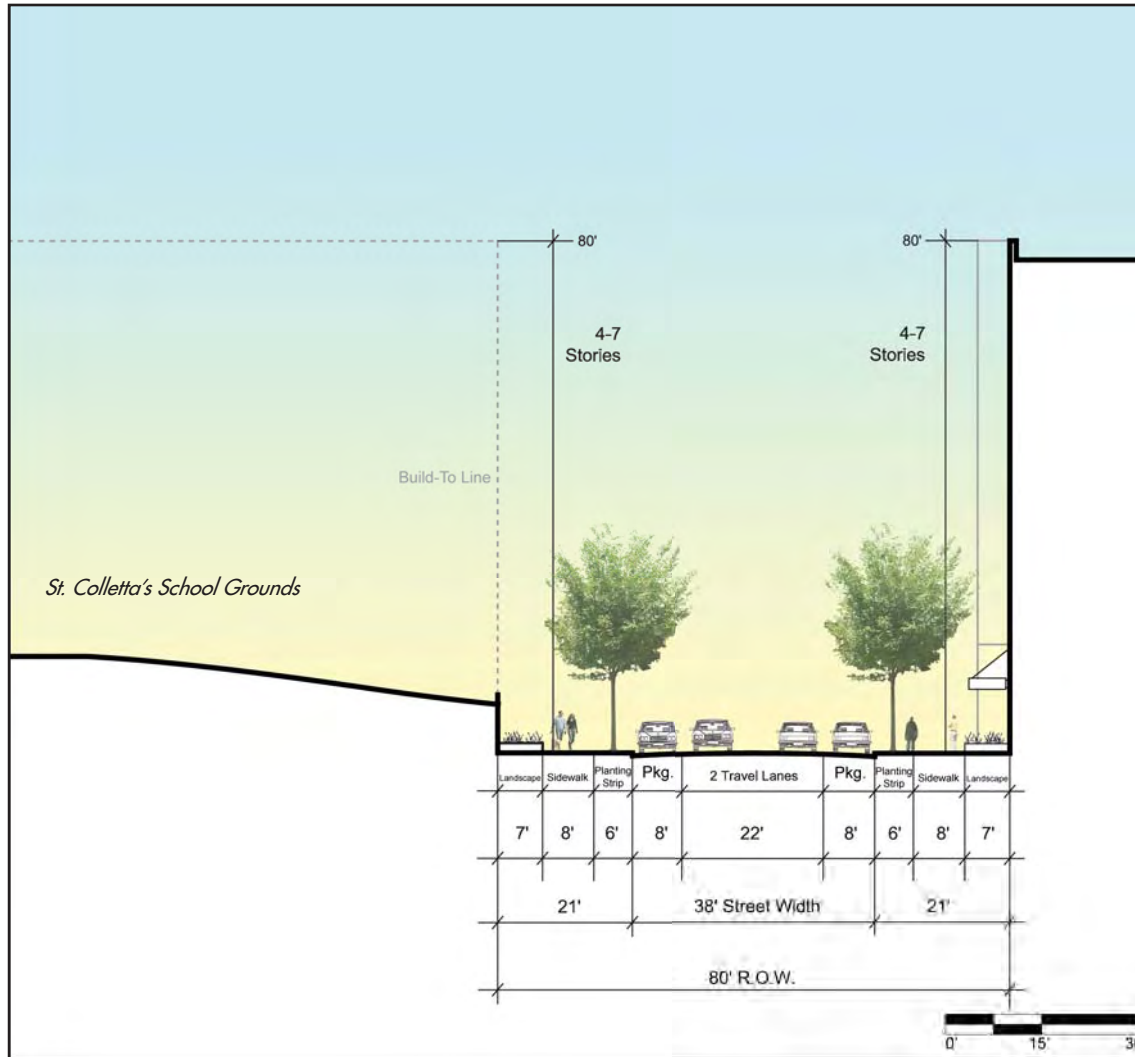 80'
80'
4-7
Stories
4-7
Stories
Build-To Line
St. Colletta's School Grounds
Landscape
Sidewalk
Planting
Strip
Pkg.
2 Travel Lanes
Pkg.
Planting
Strip
Sidewalk
Landscape
7'
8'
6'
8'
22'
8'
6'
8'
7'
21'
38' Street Width
21'
80' R.O.W.
0'
15'